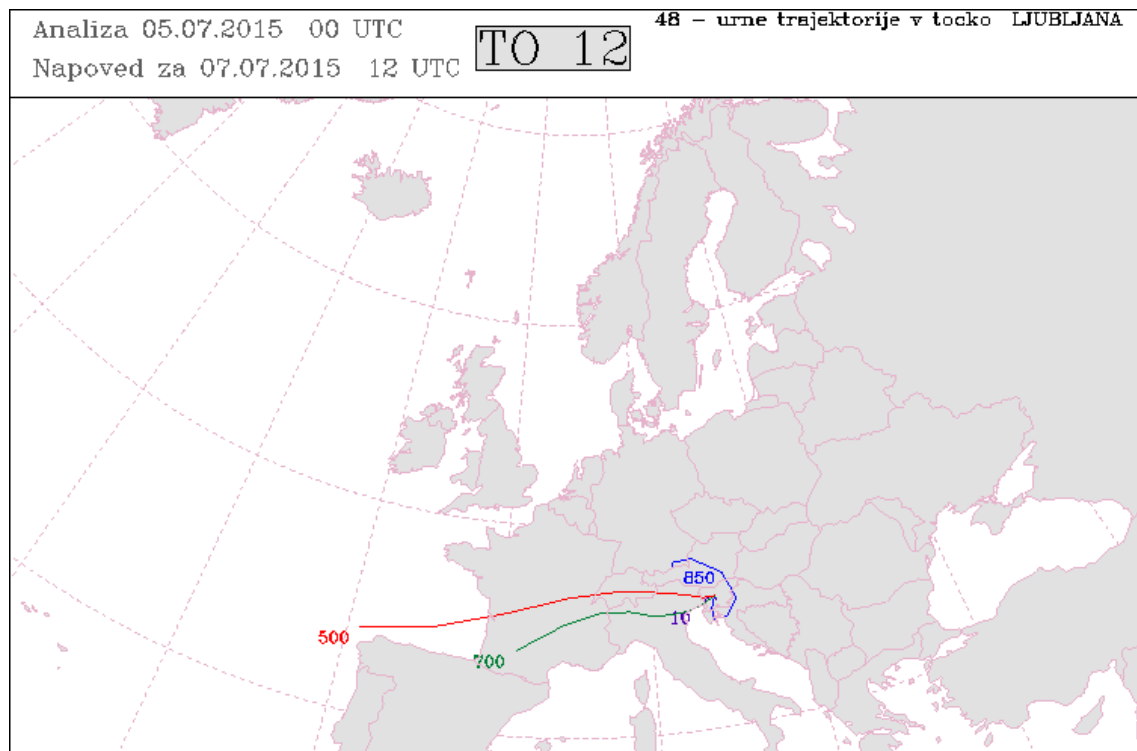 Analiza 05.07.2015 00 UTC
Napoved za 07.07.2015 12 UTC
TO 12
48 - urne trajektorije v tocko LJUBLJANA
850
10
500
700